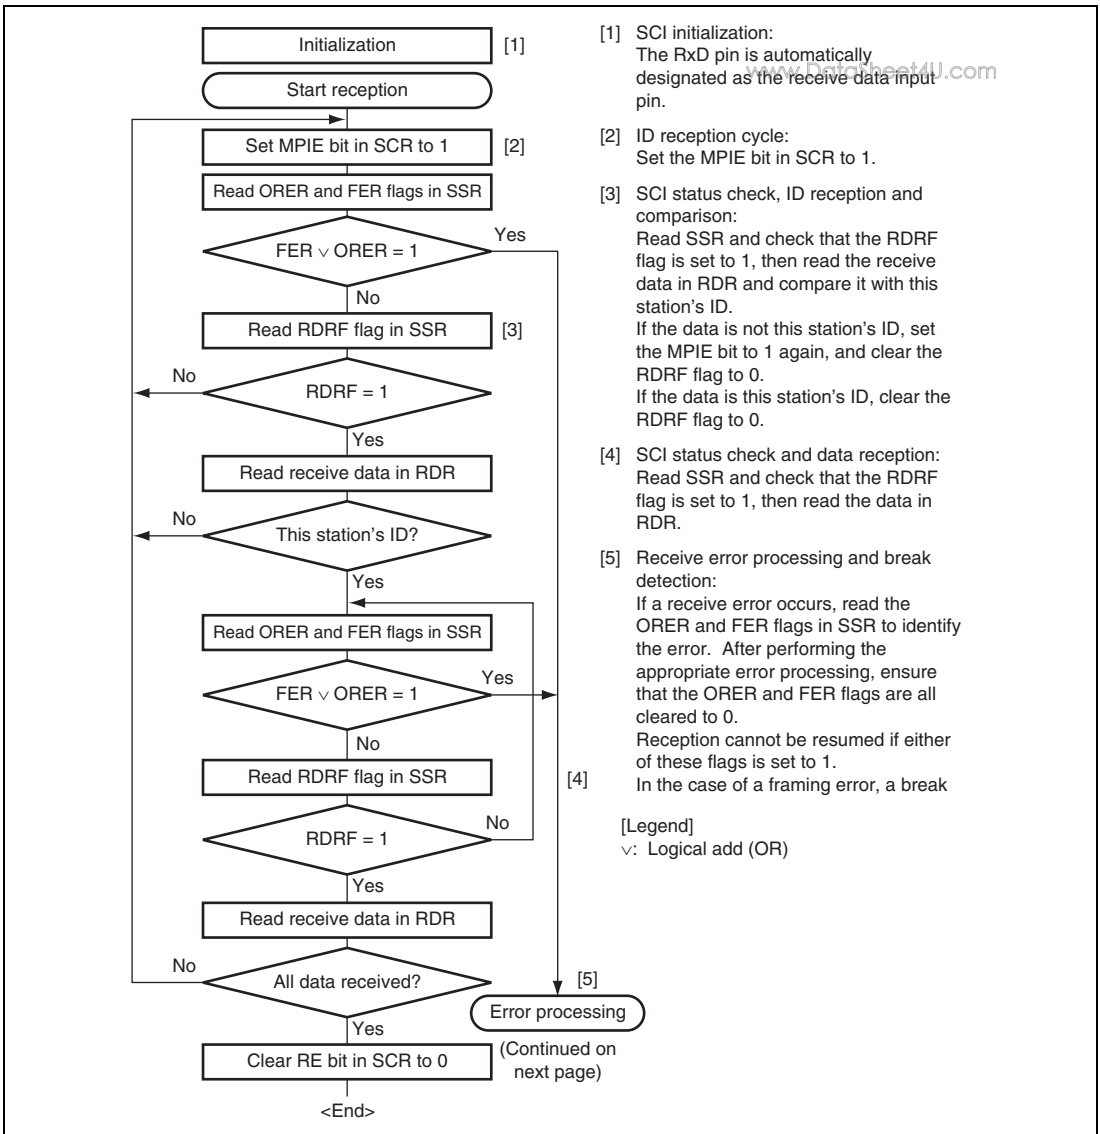 Initialization [1]
Start reception
Set MPIE bit in SCR to 1 [2]
Read ORER and FER flags in SSR
FER ∨ ORER = 1
Yes
No
Read RDRF flag in SSR [3]
RDRF = 1
No
Yes
Read receive data in RDR
This station's ID?
No
Yes
Read ORER and FER flags in SSR
FER ∨ ORER = 1
Yes
No
Read RDRF flag in SSR
[4]
RDRF = 1
No
Yes
Read receive data in RDR
All data received?
No
Yes
[5]
Error processing
(Continued on
next page)
Clear RE bit in SCR to 0
<End>
[1] SCI initialization:
The RxD pin is automatically
designated as the receive data input
pin.
www.DataSheet4U.com
[2] ID reception cycle:
Set the MPIE bit in SCR to 1.
[3] SCI status check, ID reception and
comparison:
Read SSR and check that the RDRF
flag is set to 1, then read the receive
data in RDR and compare it with this
station's ID.
If the data is not this station's ID, set
the MPIE bit to 1 again, and clear the
RDRF flag to 0.
If the data is this station's ID, clear the
RDRF flag to 0.
[4] SCI status check and data reception:
Read SSR and check that the RDRF
flag is set to 1, then read the data in
RDR.
[5] Receive error processing and break
detection:
If a receive error occurs, read the
ORER and FER flags in SSR to identify
the error. After performing the
appropriate error processing, ensure
that the ORER and FER flags are all
cleared to 0.
Reception cannot be resumed if either
of these flags is set to 1.
In the case of a framing error, a break
[Legend]
∨: Logical add (OR)